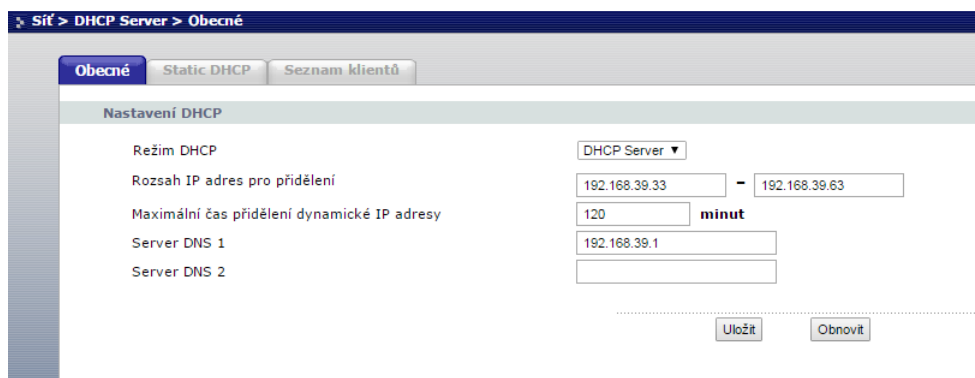 Síť > DHCP Server > Obecné
Obecné Static DHCP Seznam klientů
Nastavení DHCP
Režim DHCP DHCP Server
Rozsah IP adres pro přidělení 192.168.39.33 - 192.168.39.63
Maximální čas přidělení dynamické IP adresy 120 minut
Server DNS 1 192.168.39.1
Server DNS 2
Uložit Obnovit